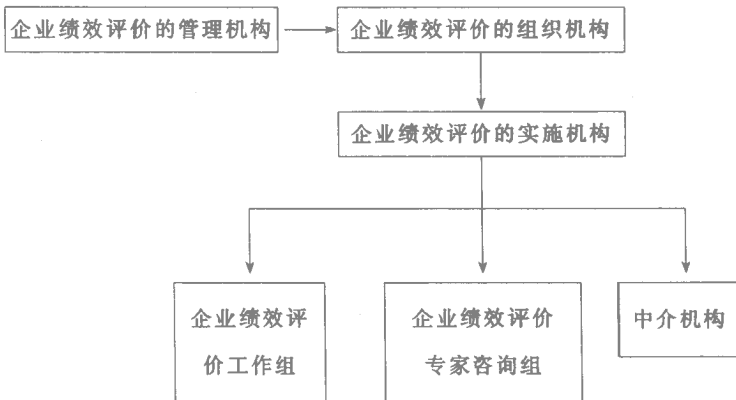 企业绩效评价的管理机构
企业绩效评价的组织机构
企业绩效评价的实施机构
企业绩效评
价工作组
企业绩效评价
专家咨询组
中介机构